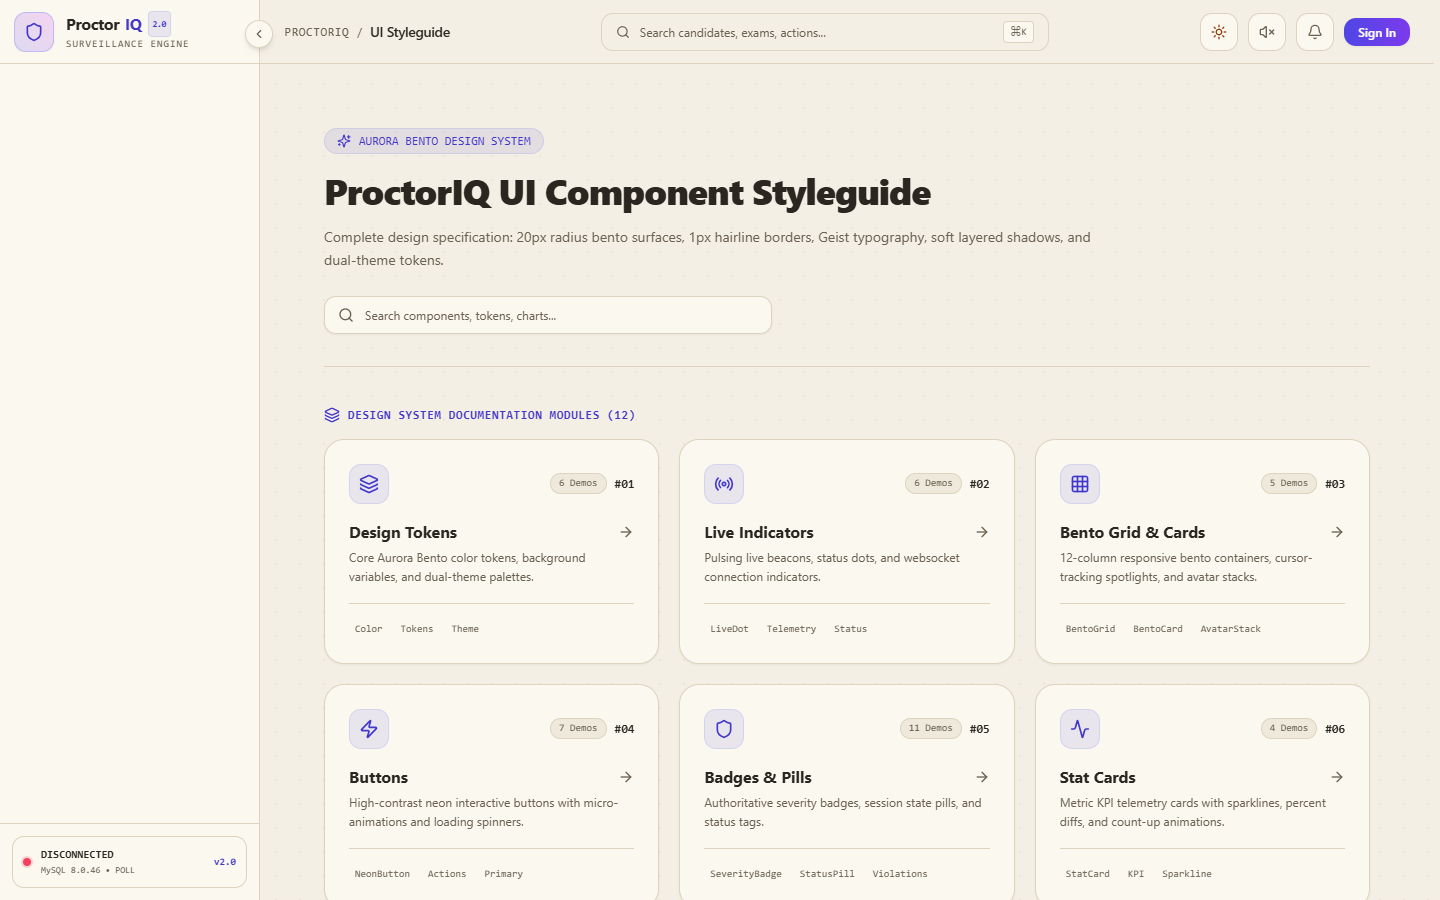 Proctor IQ 2.0
SURVEILLANCE ENGINE
PROCTORIQ / UI Styleguide
Search candidates, exams, actions...
⌘K
Sign In
AURORA BENTO DESIGN SYSTEM
ProctorIQ UI Component Styleguide
Complete design specification: 20px radius bento surfaces, 1px hairline borders, Geist typography, soft layered shadows, and
dual-theme tokens.
Search components, tokens, charts...
DESIGN SYSTEM DOCUMENTATION MODULES (12)
6 Demos #01
Design Tokens
Core Aurora Bento color tokens, background
variables, and dual-theme palettes.
Color Tokens Theme
6 Demos #02
Live Indicators
Pulsing live beacons, status dots, and websocket
connection indicators.
LiveDot Telemetry Status
5 Demos #03
Bento Grid & Cards
12-column responsive bento containers, cursor-
tracking spotlights, and avatar stacks.
BentoGrid BentoCard AvatarStack
7 Demos #04
Buttons
High-contrast neon interactive buttons with micro-
animations and loading spinners.
NeonButton Actions Primary
11 Demos #05
Badges & Pills
Authoritative severity badges, session state pills, and
status tags.
SeverityBadge StatusPill Violations
4 Demos #06
Stat Cards
Metric KPI telemetry cards with sparklines, percent
diffs, and count-up animations.
StatCard KPI Sparkline
DISCONNECTED
MySQL 8.0.46 • POLL
v2.0